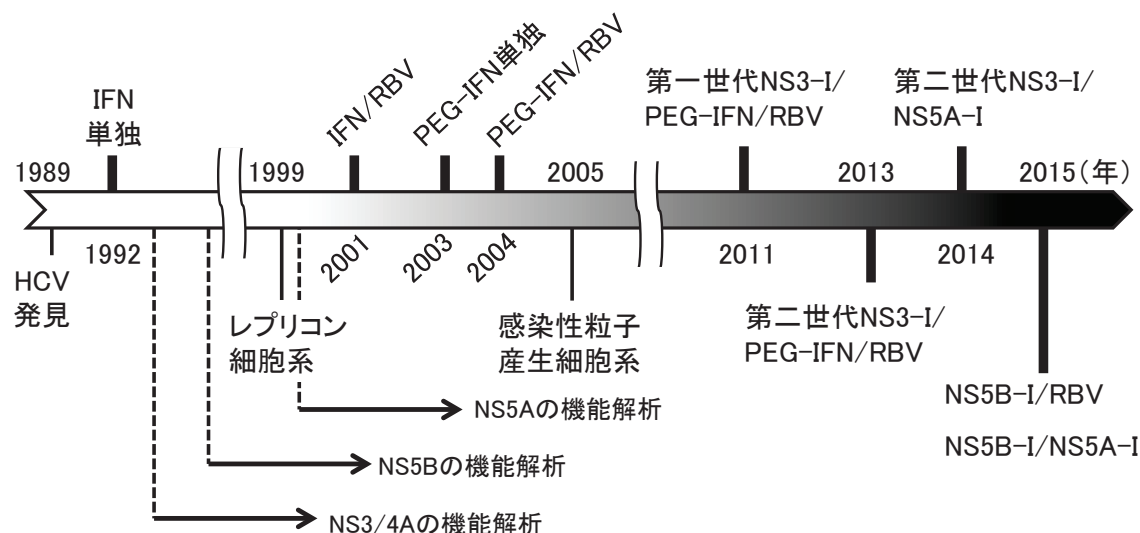 IFN
単独
IFN/RBV
PEG-IFN単独
PEG-IFN/RBV
第一世代NS3-I/
PEG-IFN/RBV
第二世代NS3-I/
NS5A-I
1989
1999
2005
2013
2015(年)
1992
2001
2003
2004
2011
2014
HCV
発見
レプリコン
細胞系
感染性粒子
産生細胞系
第二世代NS3-I/
PEG-IFN/RBV
NS5B-I/RBV
NS5B-I/NS5A-I
NS5Aの機能解析
NS5Bの機能解析
NS3/4Aの機能解析